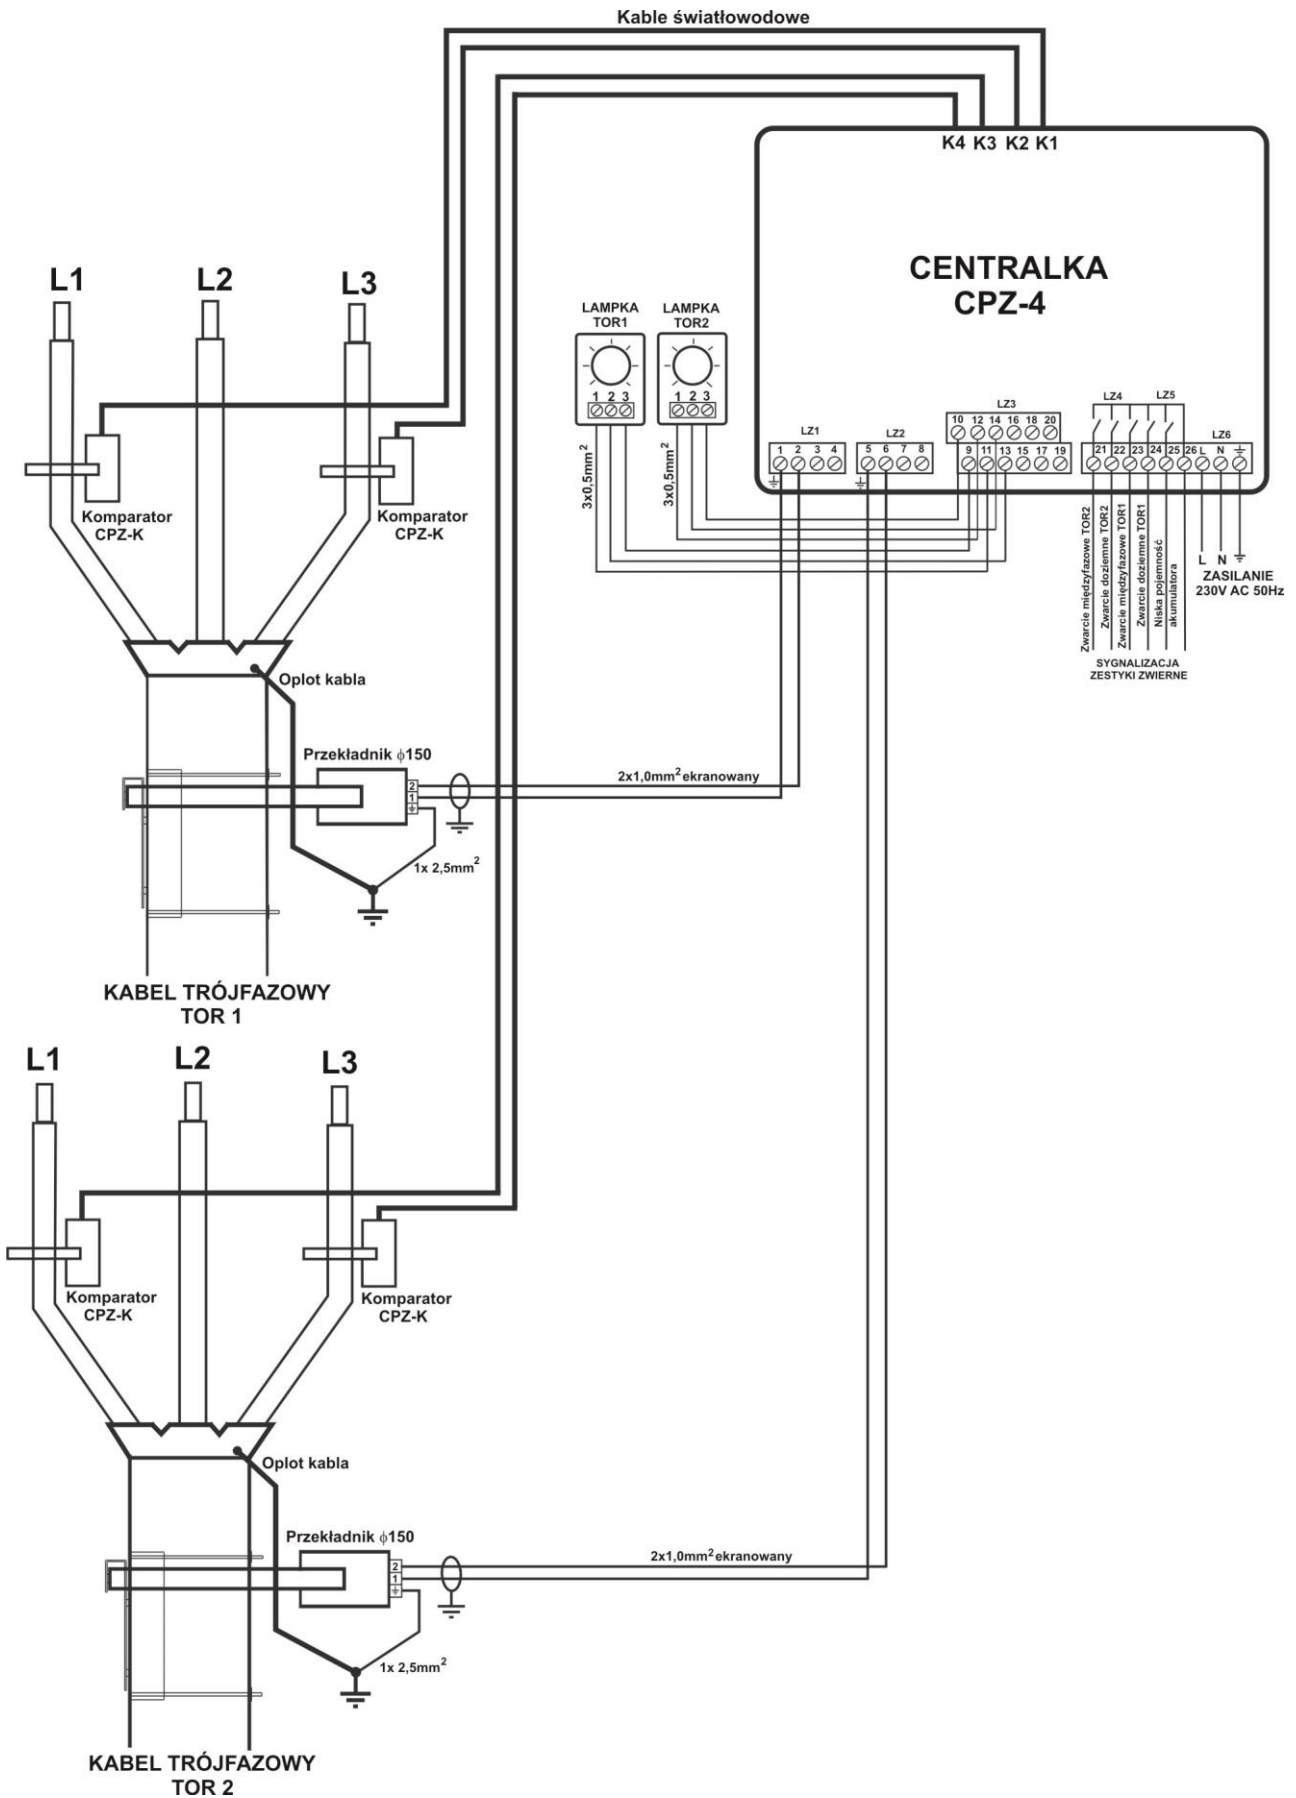 Kable światłowodowe
K4 K3 K2 K1
CENTRALKA
CPZ-4
L1
L2
L3
LAMPKA
TOR1
LAMPKA
TOR2
1 2 3
1 2 3
3x0,5mm²
3x0,5mm²
LZ1
1 2 3 4
LZ2
5 6 7 8
LZ3
10 12 14 16 18 20
9 11 13 15 17 19
LZ4
LZ5
LZ6
21 22 23 24 25 26 L N
Komparator
CPZ-K
Komparator
CPZ-K
Zwarcie międzyfazowe TOR2
Zwarcie doziemne TOR2
Zwarcie międzyfazowe TOR1
Zwarcie doziemne TOR1
Niska pojemność
akumulatora
L N
ZASILANIE
230V AC 50Hz
SYGNALIZACJA
ZESTYKI ZWIERNE
Oplot kabla
Przekładnik ϕ150
2
1
2x1,0mm² ekranowany
1x 2,5mm²
KABEL TRÓJFAZOWY
TOR 1
L1
L2
L3
Komparator
CPZ-K
Komparator
CPZ-K
Oplot kabla
Przekładnik ϕ150
2
1
2x1,0mm² ekranowany
1x 2,5mm²
KABEL TRÓJFAZOWY
TOR 2